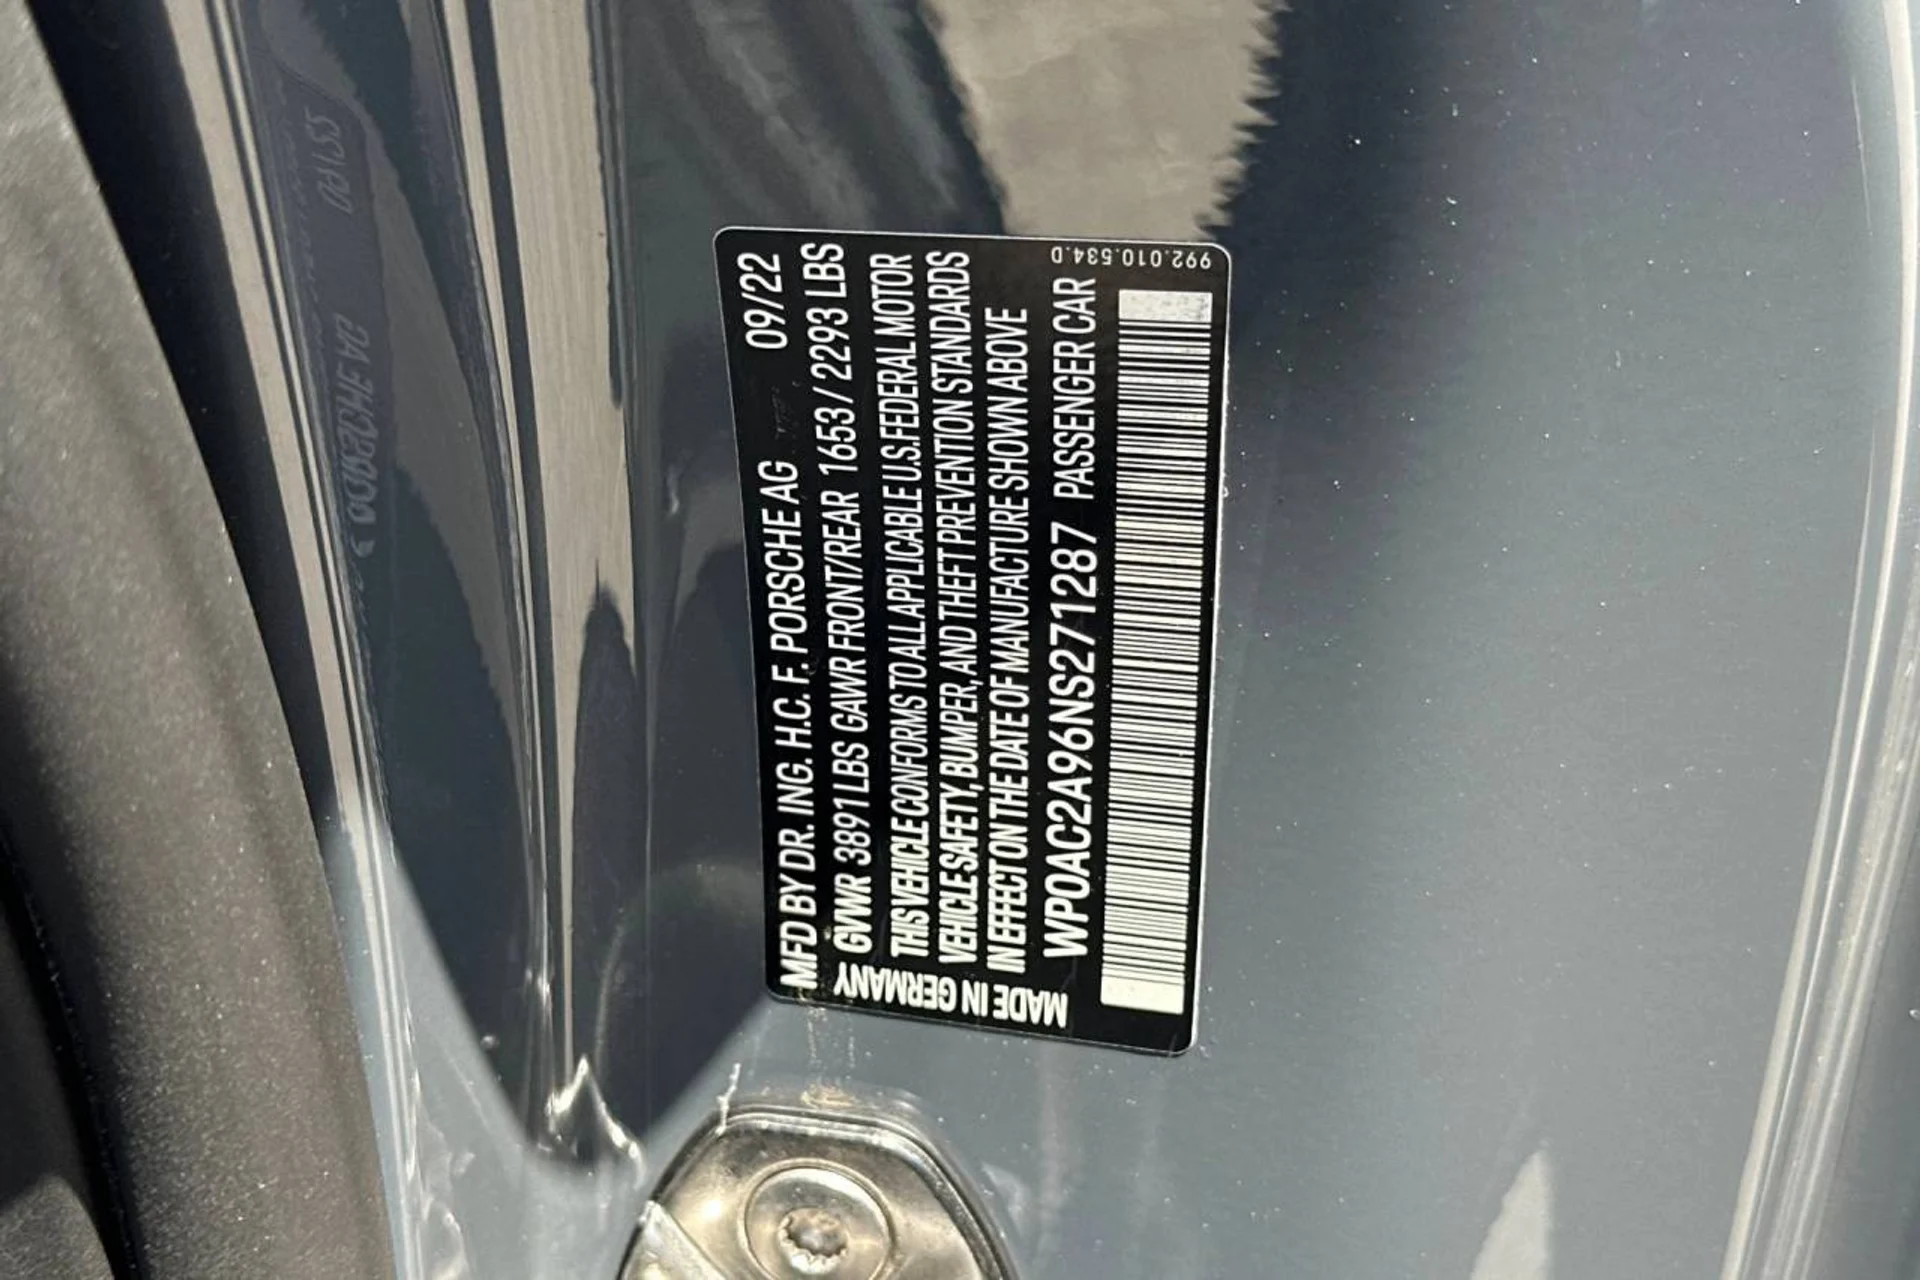 MFD BY DR. ING. H.C. F. PORSCHE AG 09/22
GVWR 3891 LBS GAWR FRONT/REAR 1653 / 2293 LBS
THIS VEHICLE CONFORMS TO ALL APPLICABLE U.S. FEDERAL MOTOR
VEHICLE SAFETY, BUMPER, AND THEFT PREVENTION STANDARDS
IN EFFECT ON THE DATE OF MANUFACTURE SHOWN ABOVE
WP0AC2A96NS271287 PASSENGER CAR
MADE IN GERMANY
992.010.534.D